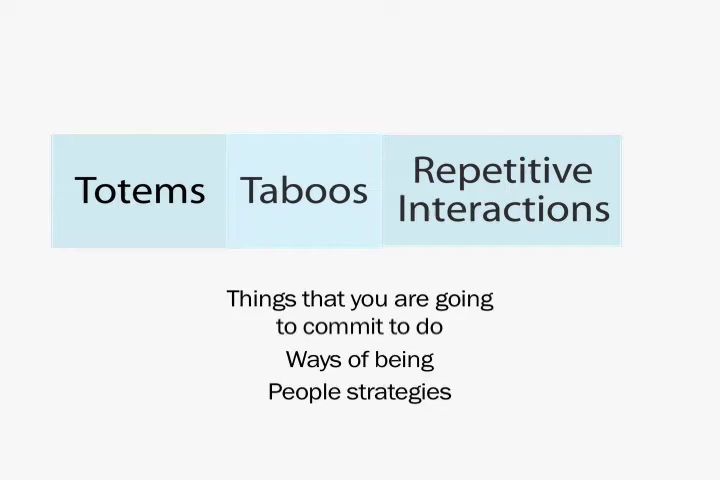 Totems
Taboos
Repetitive
Interactions
Things that you are going
to commit to do
Ways of being
People strategies